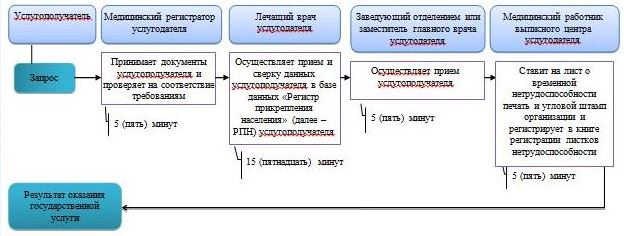 Услугополучатель
Медицинский регистратор
услугодателя
Лечащий врач
услугодателя
Заведующий отделением или
заместитель главного врача
услугодателя
Медицинский работник
выписного центра
услугодателя
Запрос
Принимает документы
услугополучателя и
проверяет на соответствие
требованиям
5 (пять) минут
Осуществляет прием и
сверку данных
услугополучателя в базе
данных «Регистр
прикрепления
населения» (далее –
РПН) услугополучателя
15 (пятнадцать) минут
Осуществляет прием
услугополучателя
5 (пять) минут
Ставит на лист о
временной
нетрудоспособности
печать и угловой штамп
организации и
регистрирует в книге
регистрации листков
нетрудоспособности
5 (пять) минут
Результат оказания
государственной
услуги